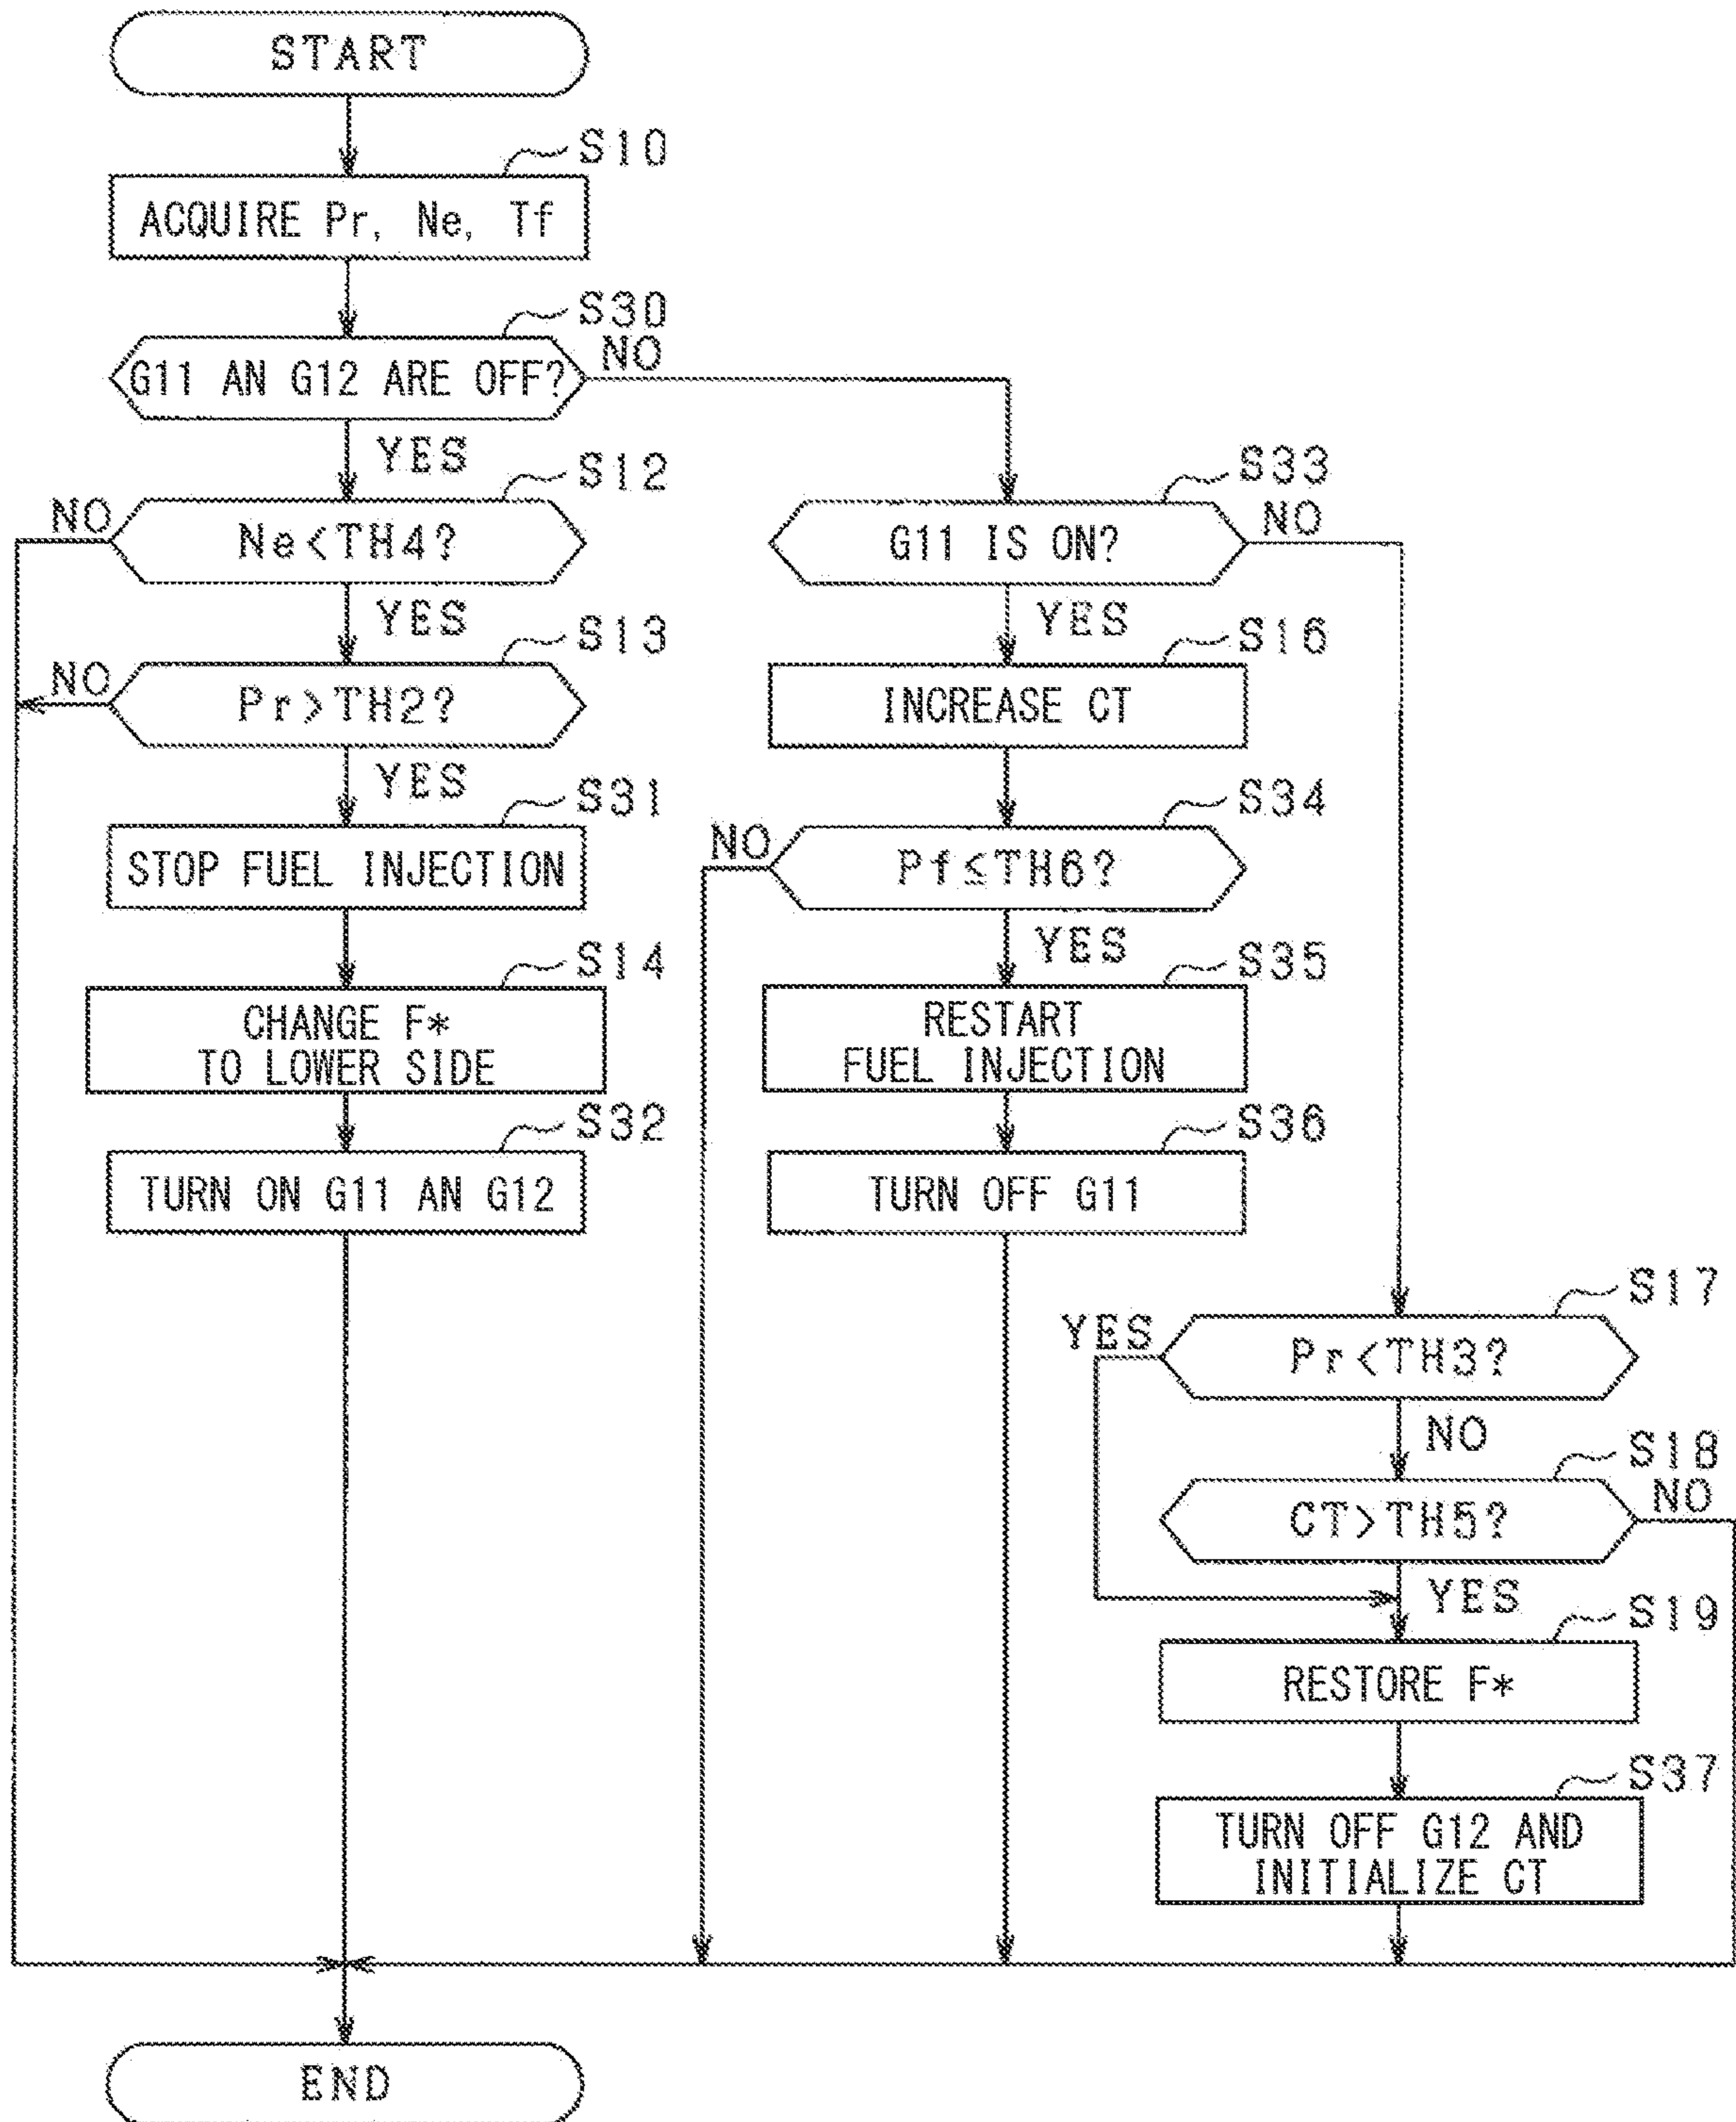 START
S10
ACQUIRE Pr, Ne, Tf
S30
G11 AN G12 ARE OFF?
NO
YES
S12
NO
Ne<TH4?
YES
S13
NO
Pr>TH2?
YES
S31
STOP FUEL INJECTION
S14
CHANGE F*
TO LOWER SIDE
S32
TURN ON G11 AN G12
S33
G11 IS ON?
NO
YES
S16
INCREASE CT
S34
NO
Pf≤TH6?
YES
S35
RESTART
FUEL INJECTION
S36
TURN OFF G11
S17
YES
Pr<TH3?
NO
S18
CT>TH5?
NO
YES
S19
RESTORE F*
S37
TURN OFF G12 AND
INITIALIZE CT
END